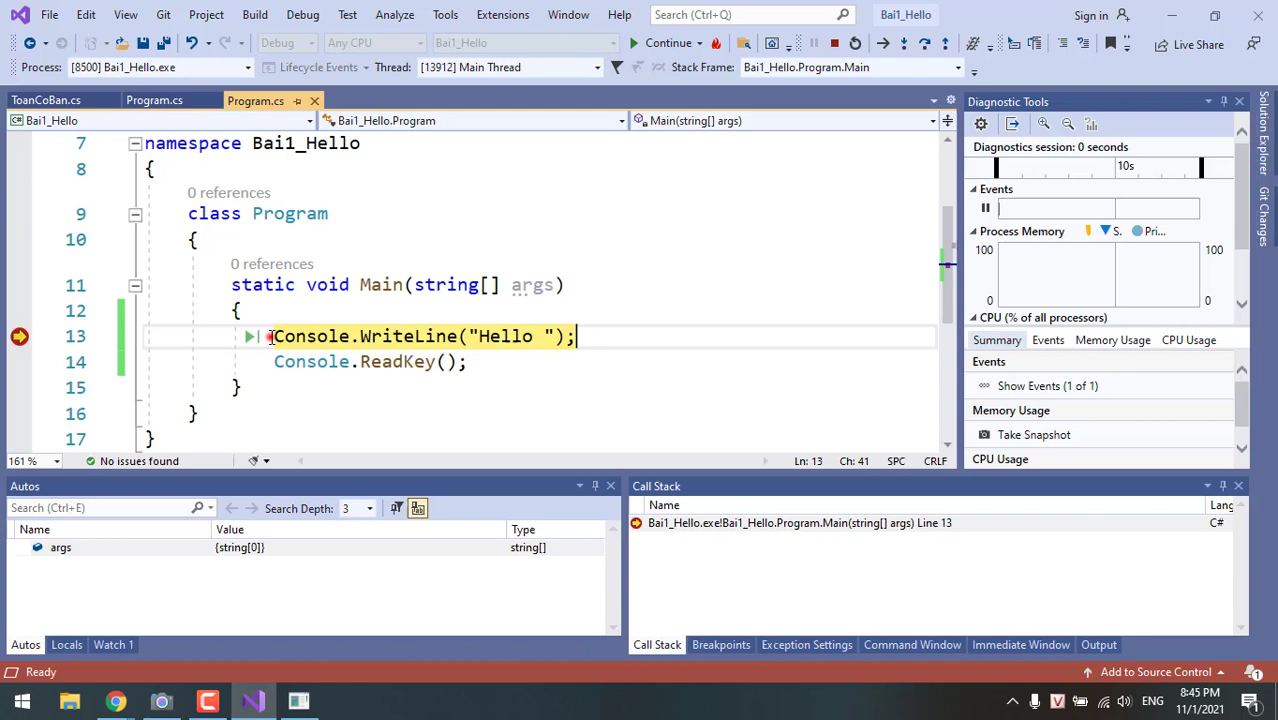 File Edit View Git Project Build Debug Test Analyze Tools Extensions Window Help Search (Ctrl+Q) Bai1_Hello Sign in
Debug Any CPU Bai1_Hello Continue Live Share
Process: [8500] Bai1_Hello.exe Lifecycle Events Thread: [13912] Main Thread Stack Frame: Bai1_Hello.Program.Main
ToanCoBan.cs Program.cs Program.cs
Bai1_Hello Bai1_Hello.Program Main(string[] args)
7 namespace Bai1_Hello
8 {
0 references
9 class Program
10 {
0 references
11 static void Main(string[] args)
12 {
13 Console.WriteLine("Hello ");
14 Console.ReadKey();
15 }
16 }
17 }
161 % No issues found Ln: 13 Ch: 41 SPC CRLF
Diagnostic Tools
Diagnostics session: 0 seconds
10s
Events
Process Memory S. Pri...
100 100
0 0
CPU (% of all processors)
Summary Events Memory Usage CPU Usage
Events
Show Events (1 of 1)
Memory Usage
Take Snapshot
CPU Usage
Solution Explorer
Git Changes
Autos
Search (Ctrl+E) Search Depth: 3
Name Value Type
args {string[0]} string[]
Autos Locals Watch 1
Call Stack
Name Lang
Bai1_Hello.exe!Bai1_Hello.Program.Main(string[] args) Line 13 C#
Call Stack Breakpoints Exception Settings Command Window Immediate Window Output
Ready Add to Source Control 1
V ENG 8:45 PM
11/1/2021 1